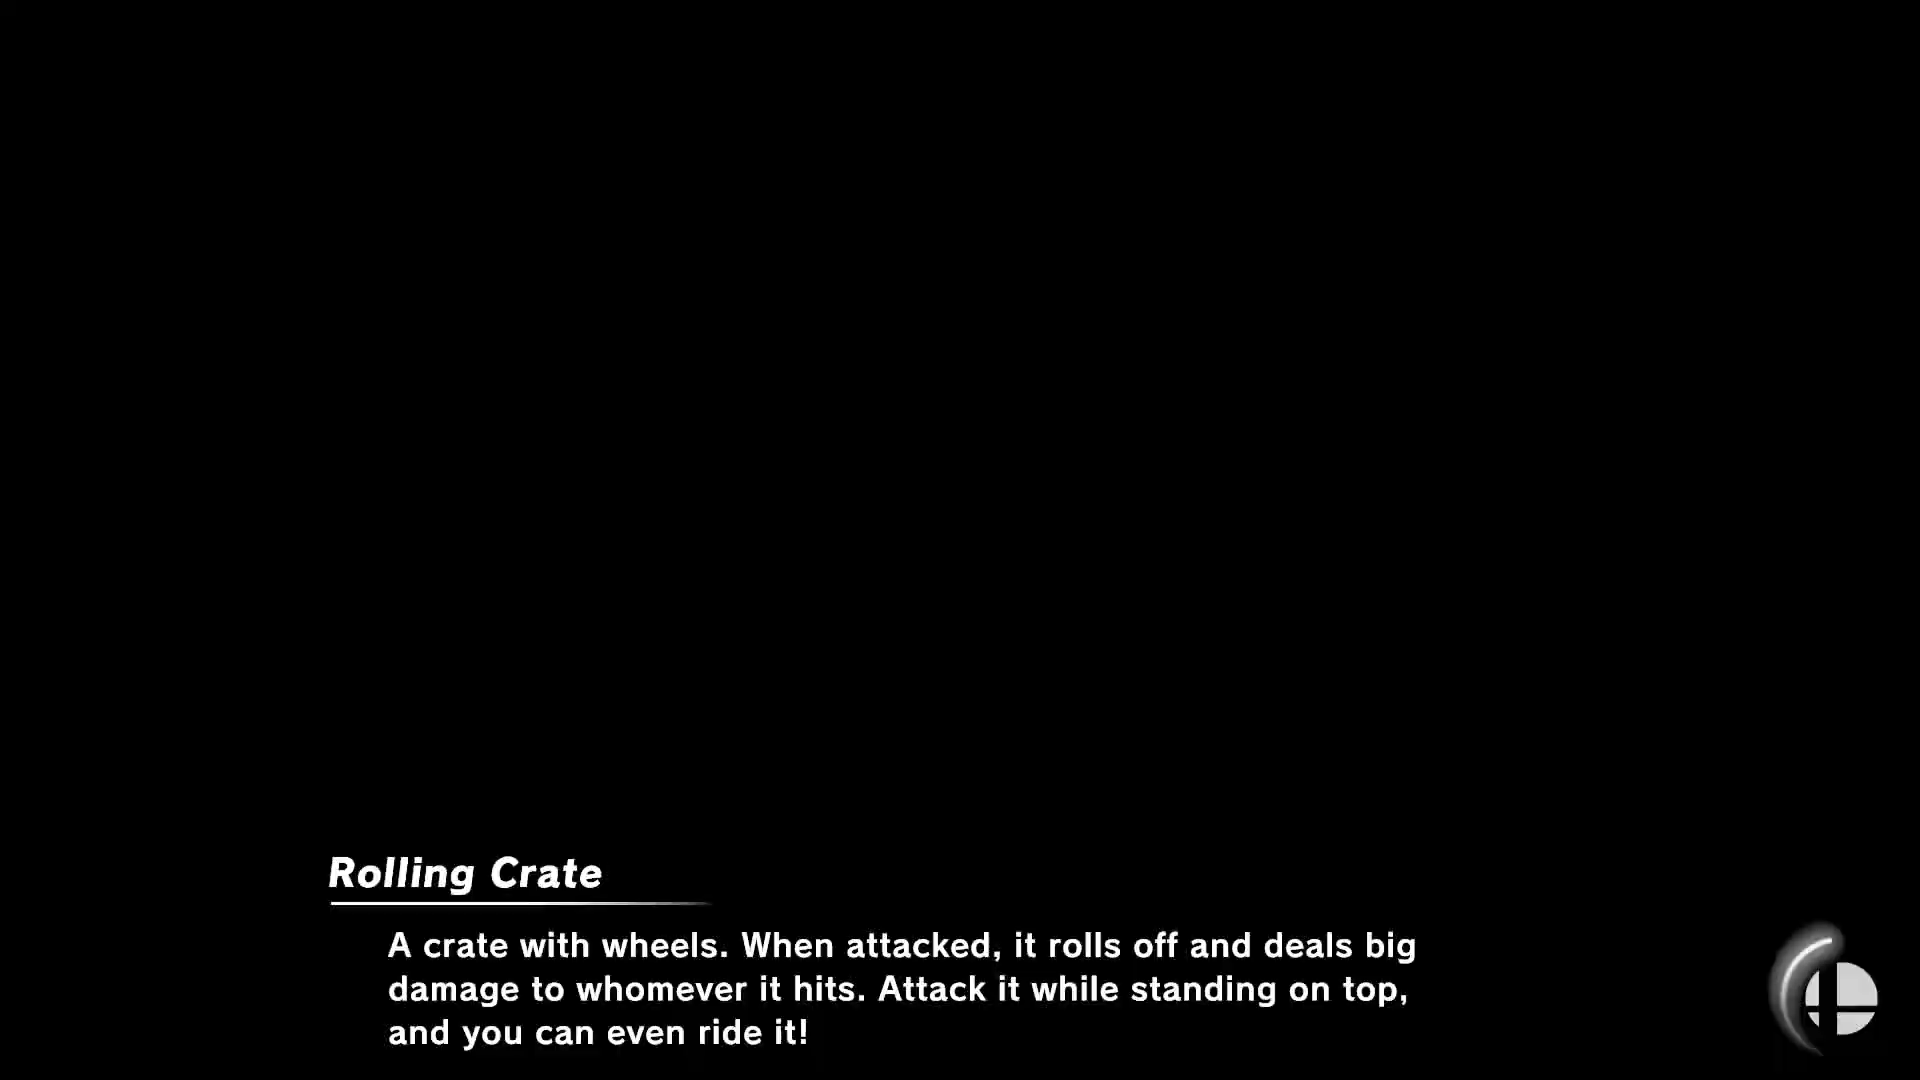 Rolling Crate
A crate with wheels. When attacked, it rolls off and deals big
damage to whomever it hits. Attack it while standing on top,
and you can even ride it!